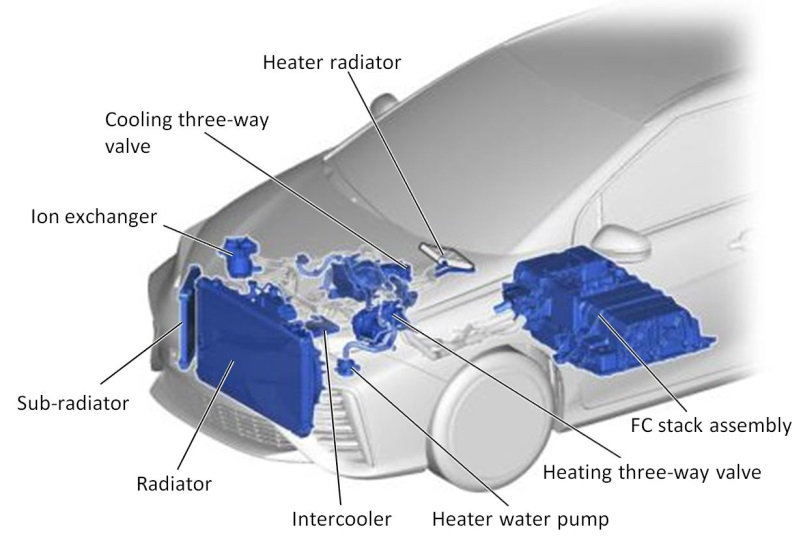 Heater radiator
Cooling three-way
valve
Ion exchanger
Sub-radiator
FC stack assembly
Heating three-way valve
Radiator
Intercooler
Heater water pump